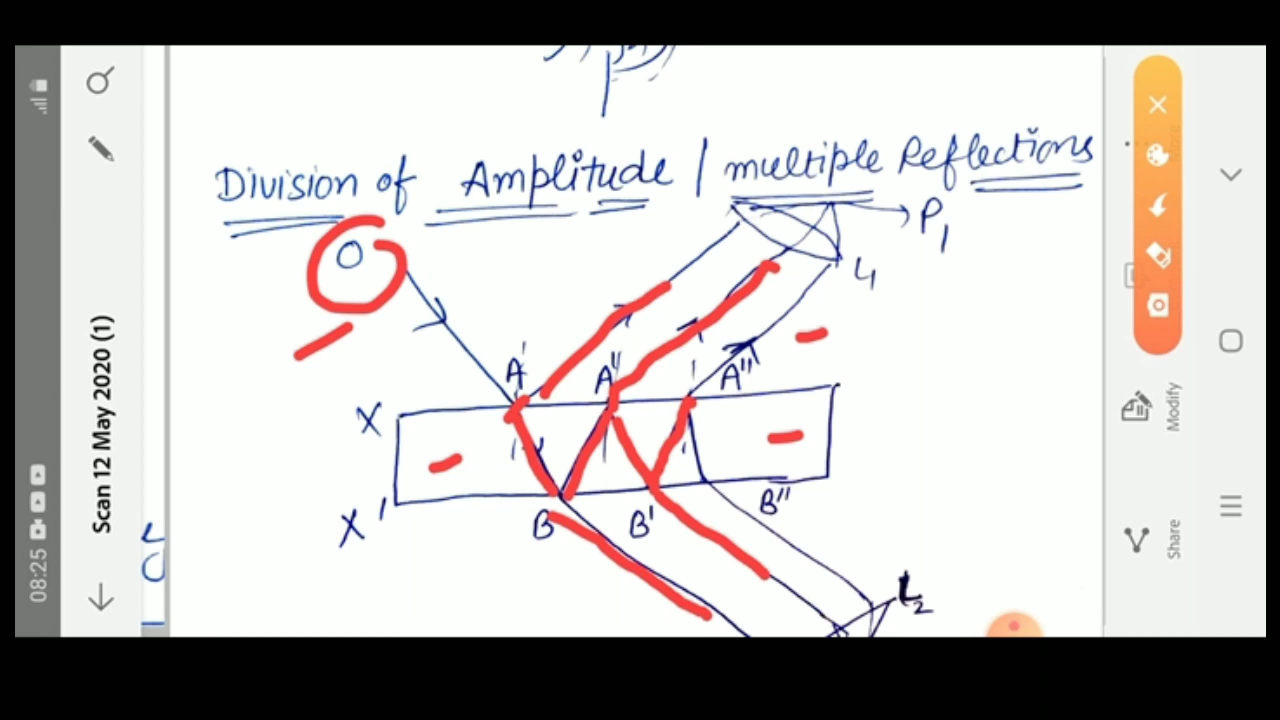 Division of Amplitude / multiple Reflections
P1
O
L1
A'
A''
A'''
X
X'
B
B'
B''
L2
08:25
Scan 12 May 2020 (1)
Modify
Share